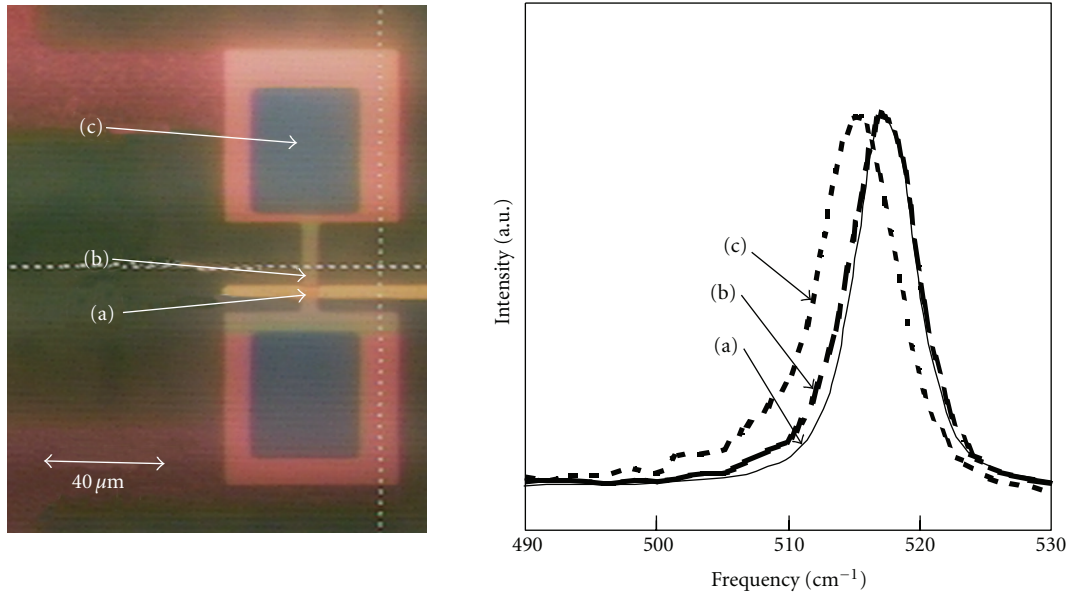 (c)
(b)
(a)
40 µm
Intensity (a.u.)
(c)
(b)
(a)
490 500 510 520 530
Frequency (cm⁻¹)